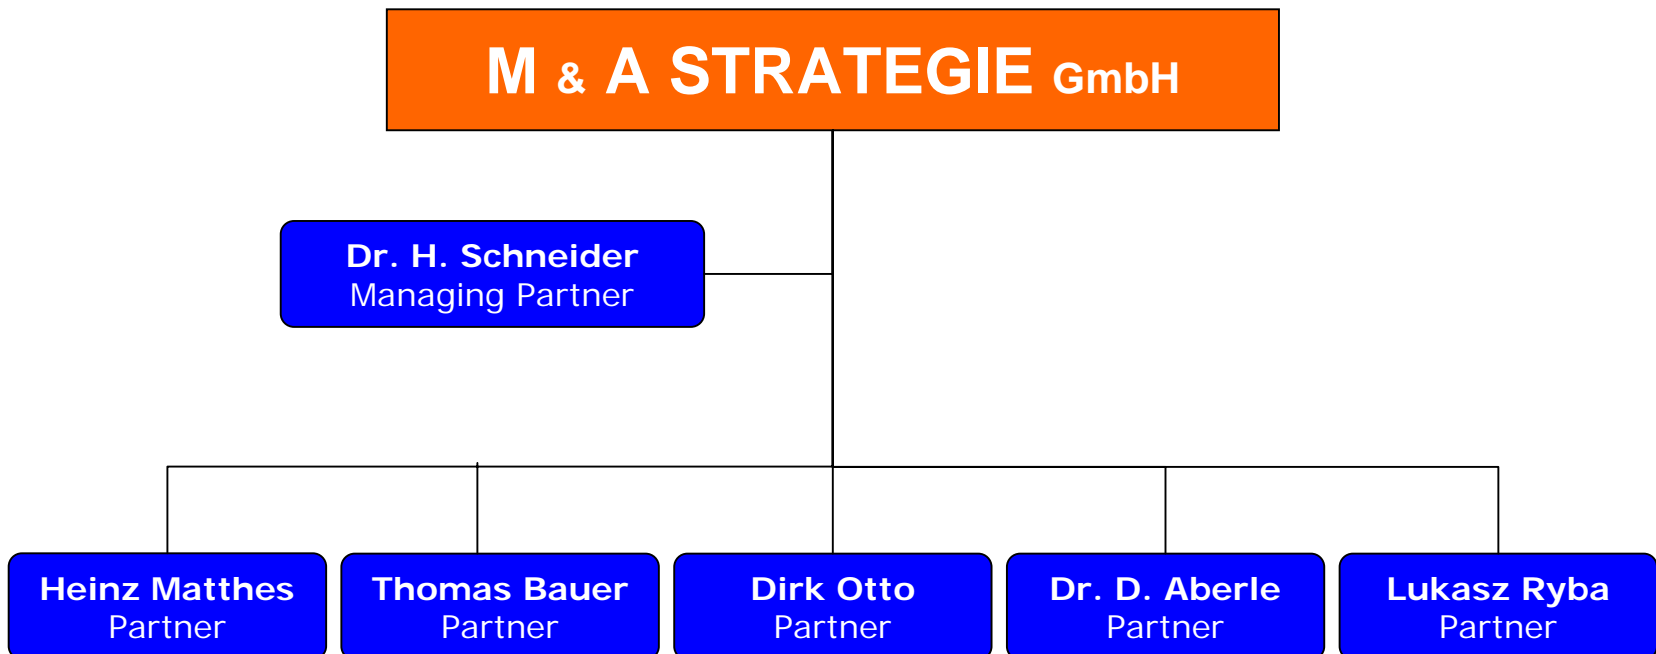 M & A STRATEGIE GmbH
Dr. H. Schneider
Managing Partner
Heinz Matthes
Partner
Thomas Bauer
Partner
Dirk Otto
Partner
Dr. D. Aberle
Partner
Lukasz Ryba
Partner